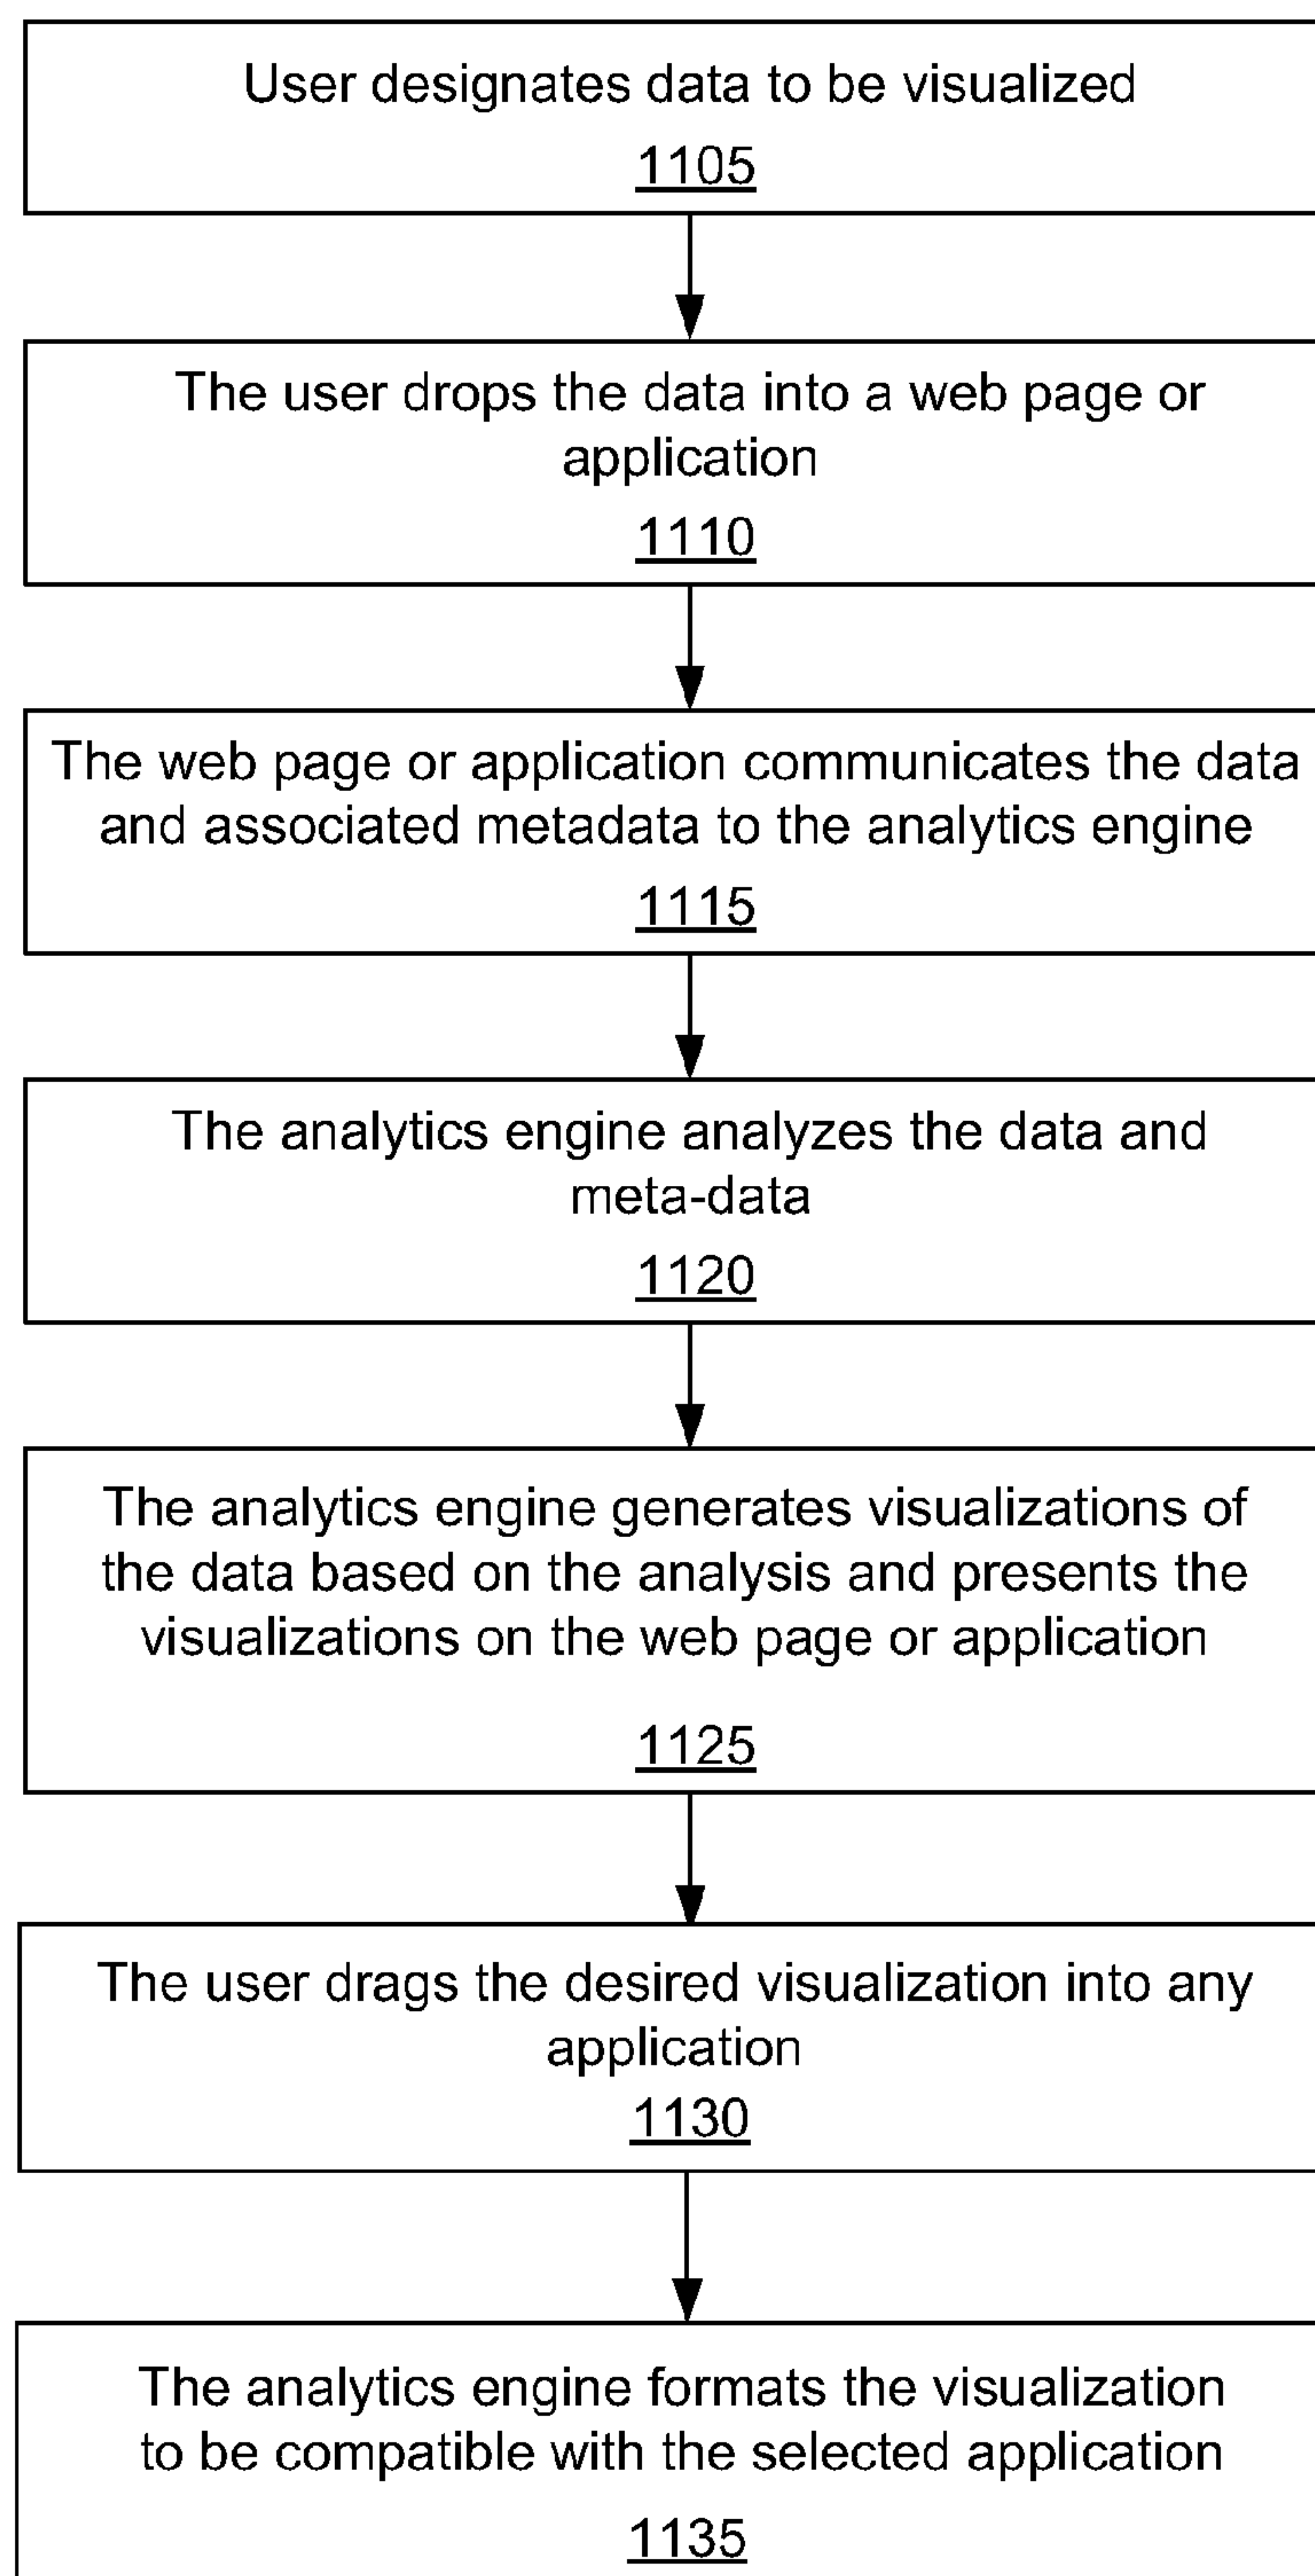 User designates data to be visualized
1105
The user drops the data into a web page or
application
1110
The web page or application communicates the data
and associated metadata to the analytics engine
1115
The analytics engine analyzes the data and
meta-data
1120
The analytics engine generates visualizations of
the data based on the analysis and presents the
visualizations on the web page or application
1125
The user drags the desired visualization into any
application
1130
The analytics engine formats the visualization
to be compatible with the selected application
1135